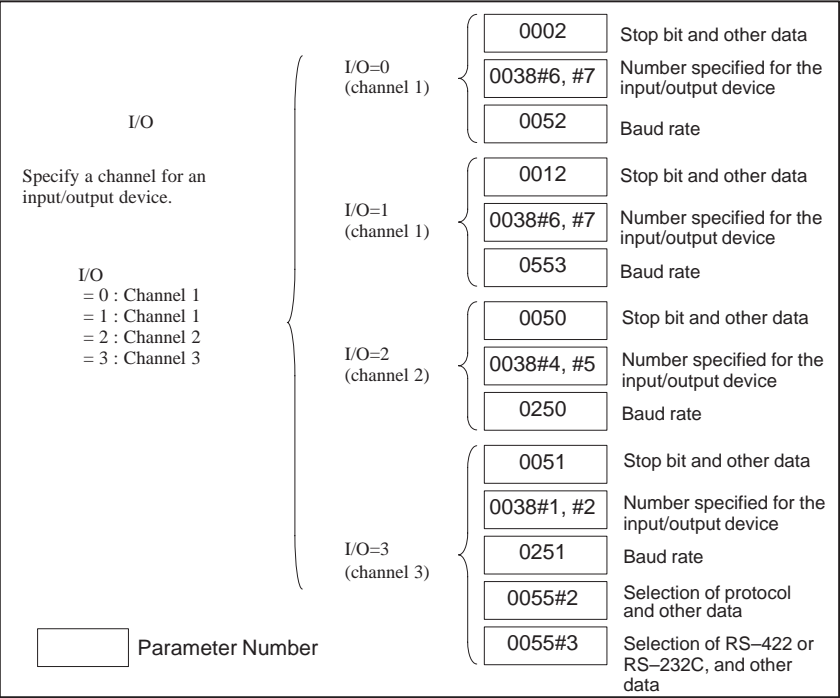 I/O
Specify a channel for an
input/output device.
I/O
= 0 : Channel 1
= 1 : Channel 1
= 2 : Channel 2
= 3 : Channel 3
I/O=0
(channel 1)
0002
Stop bit and other data
0038#6, #7
Number specified for the
input/output device
0052
Baud rate
I/O=1
(channel 1)
0012
Stop bit and other data
0038#6, #7
Number specified for the
input/output device
0553
Baud rate
I/O=2
(channel 2)
0050
Stop bit and other data
0038#4, #5
Number specified for the
input/output device
0250
Baud rate
I/O=3
(channel 3)
0051
Stop bit and other data
0038#1, #2
Number specified for the
input/output device
0251
Baud rate
0055#2
Selection of protocol
and other data
0055#3
Selection of RS–422 or
RS–232C, and other
data
Parameter Number